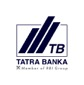 TB
TATRA BANKA
Member of RBI Group